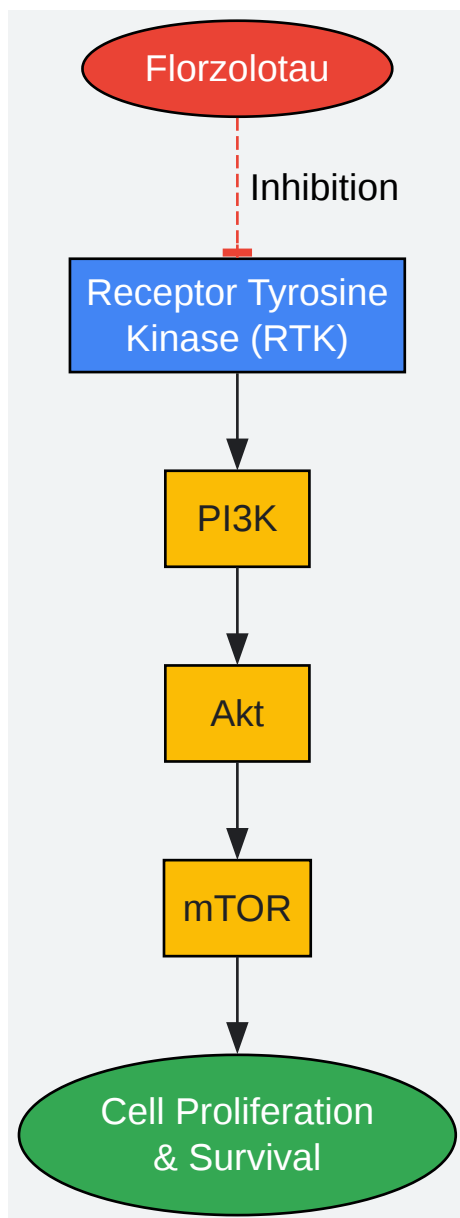 Florzolotau
Inhibition
Receptor Tyrosine
Kinase (RTK)
PI3K
Akt
mTOR
Cell Proliferation
& Survival